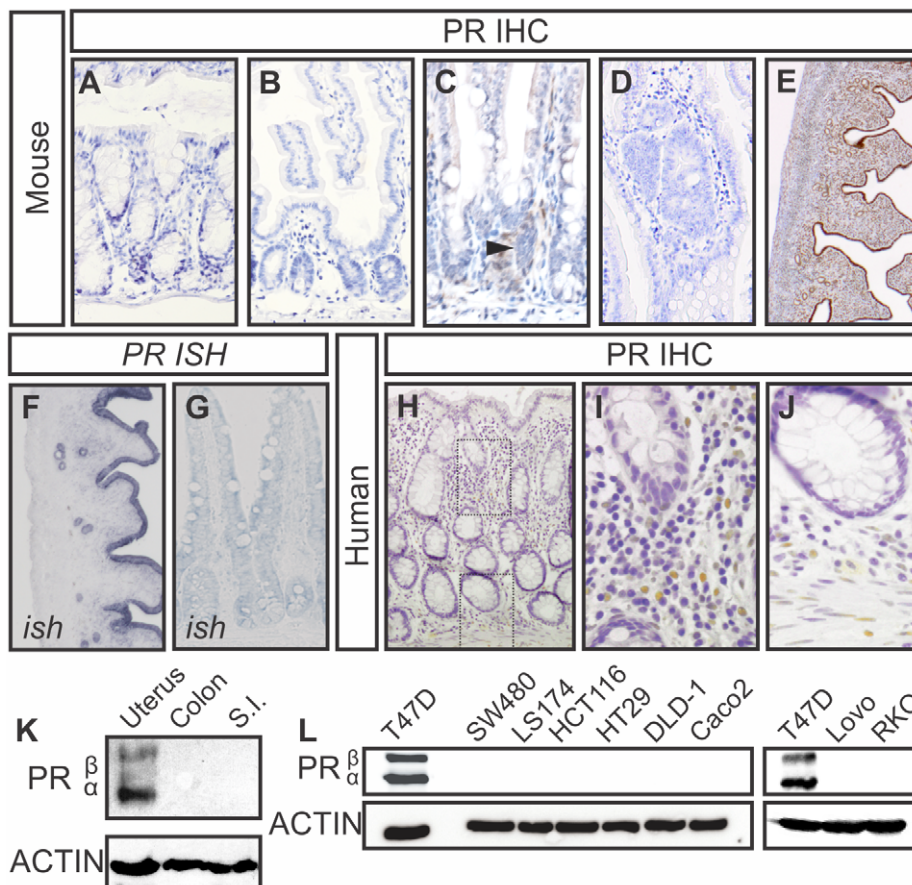 PR IHC
Mouse
A B C D E
PR ISH
Human
PR IHC
F G H I J
ish ish
K
Uterus Colon S.I.
PR β
α
ACTIN
L
T47D SW480 LS174 HCT116 HT29 DLD-1 Caco2 T47D Lovo RKO
PR β
α
ACTIN